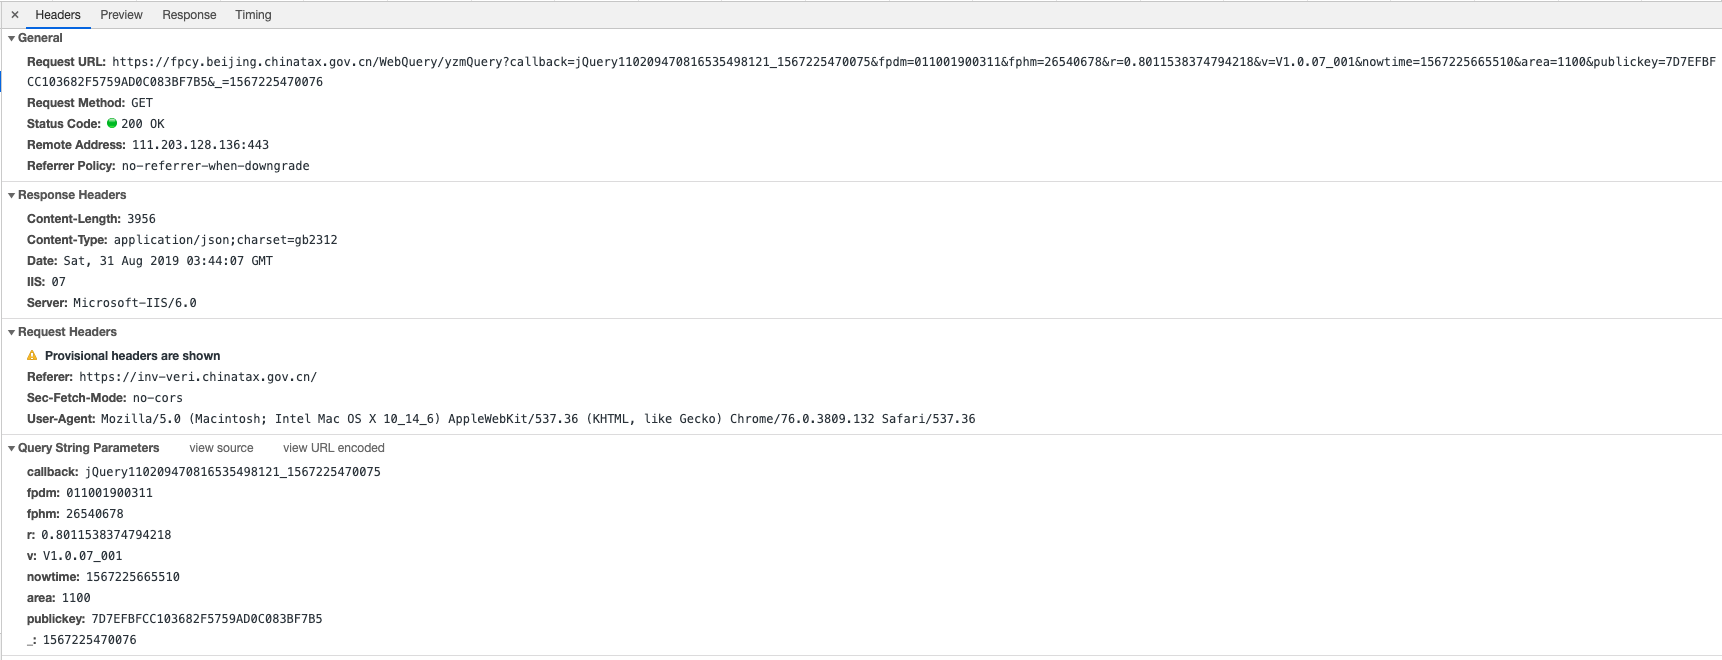 × Headers Preview Response Timing
General
Request URL: https://fpcy.beijing.chinatax.gov.cn/WebQuery/yzmQuery?callback=jQuery110209470816535498121_1567225470075&fpdm=011001900311&fphm=26540678&r=0.8011538374794218&v=V1.0.07_001&nowtime=1567225665510&area=1100&publickey=7D7EFBF
CC103682F5759AD0C083BF7B5&_=1567225470076
Request Method: GET
Status Code: 200 OK
Remote Address: 111.203.128.136:443
Referrer Policy: no-referrer-when-downgrade
Response Headers
Content-Length: 3956
Content-Type: application/json;charset=gb2312
Date: Sat, 31 Aug 2019 03:44:07 GMT
IIS: 07
Server: Microsoft-IIS/6.0
Request Headers
Provisional headers are shown
Referer: https://inv-veri.chinatax.gov.cn/
Sec-Fetch-Mode: no-cors
User-Agent: Mozilla/5.0 (Macintosh; Intel Mac OS X 10_14_6) AppleWebKit/537.36 (KHTML, like Gecko) Chrome/76.0.3809.132 Safari/537.36
Query String Parameters view source view URL encoded
callback: jQuery110209470816535498121_1567225470075
fpdm: 011001900311
fphm: 26540678
r: 0.8011538374794218
v: V1.0.07_001
nowtime: 1567225665510
area: 1100
publickey: 7D7EFBFCC103682F5759AD0C083BF7B5
_: 1567225470076